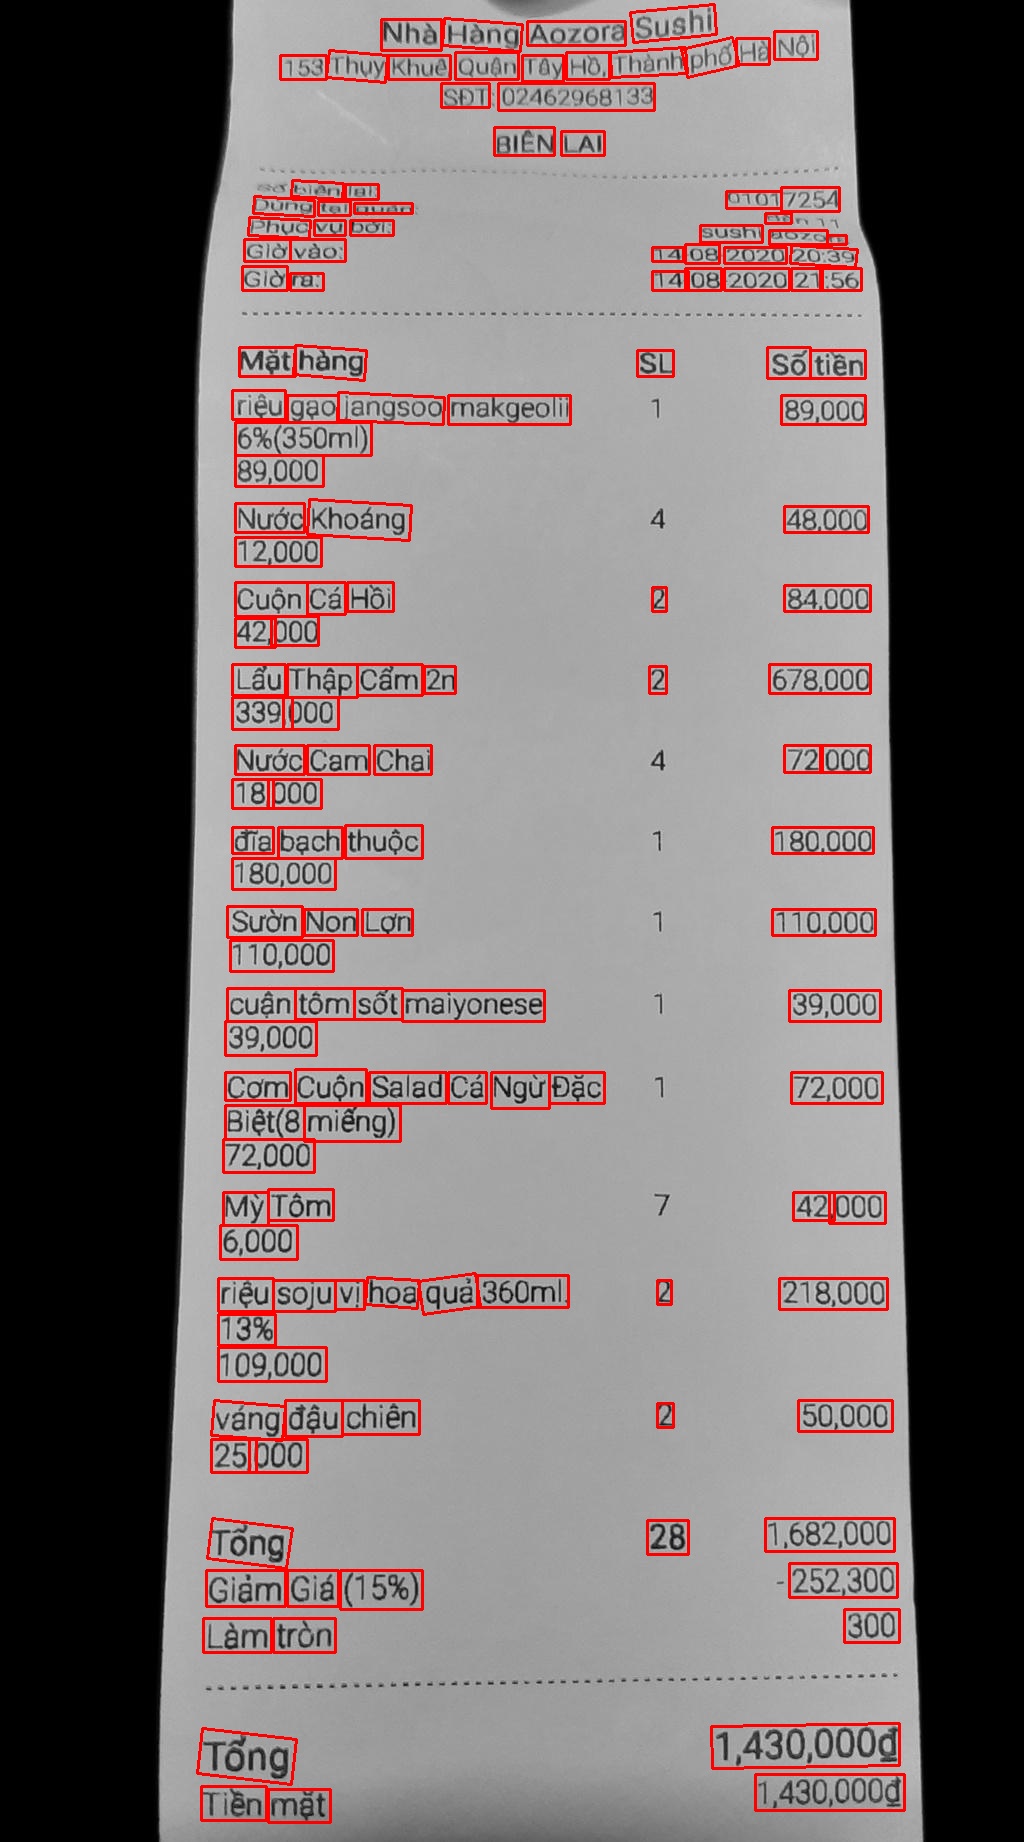 Nhà Hàng Aozora Sushi
153 Thụy Khuê Quận Tây Hồ, Thành phố Hà Nội
SĐT: 02462968133
BIÊN LAI
Số biên lai: 01017254
Dùng tại quán: bàn 11
Phục vụ bởi: sushi aozora
Giờ vào: 14-08-2020 20:39
Giờ ra: 14-08-2020 21:56
Mặt hàng SL Số tiền
riệu gạo jangsoo makgeolii 1 89,000
6%(350ml)
89,000
Nước Khoáng 4 48,000
12,000
Cuộn Cá Hồi 2 84,000
42,000
Lẩu Thập Cẩm 2n 2 678,000
339,000
Nước Cam Chai 4 72,000
18,000
đĩa bạch thuộc 1 180,000
180,000
Sườn Non Lợn 1 110,000
110,000
cuận tôm sốt maiyonese 1 39,000
39,000
Cơm Cuộn Salad Cá Ngừ Đặc 1 72,000
Biệt(8 miếng)
72,000
Mỳ Tôm 7 42,000
6,000
riệu soju vị hoa quả 360ml. 2 218,000
13%
109,000
váng đậu chiên 2 50,000
25,000
Tổng 28 1,682,000
Giảm Giá (15%) -252,300
Làm tròn 300
Tổng 1,430,000₫
Tiền mặt 1,430,000₫